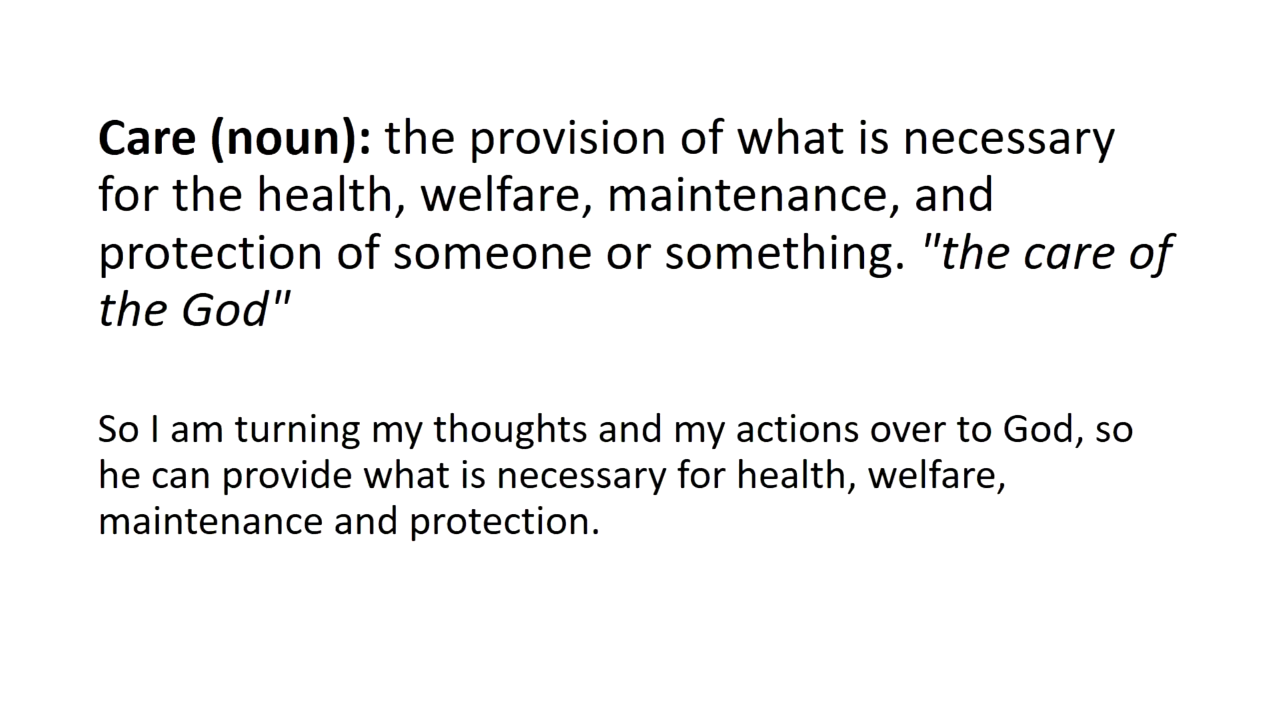 Care (noun): the provision of what is necessary
for the health, welfare, maintenance, and
protection of someone or something. "the care of
the God"
So I am turning my thoughts and my actions over to God, so
he can provide what is necessary for health, welfare,
maintenance and protection.